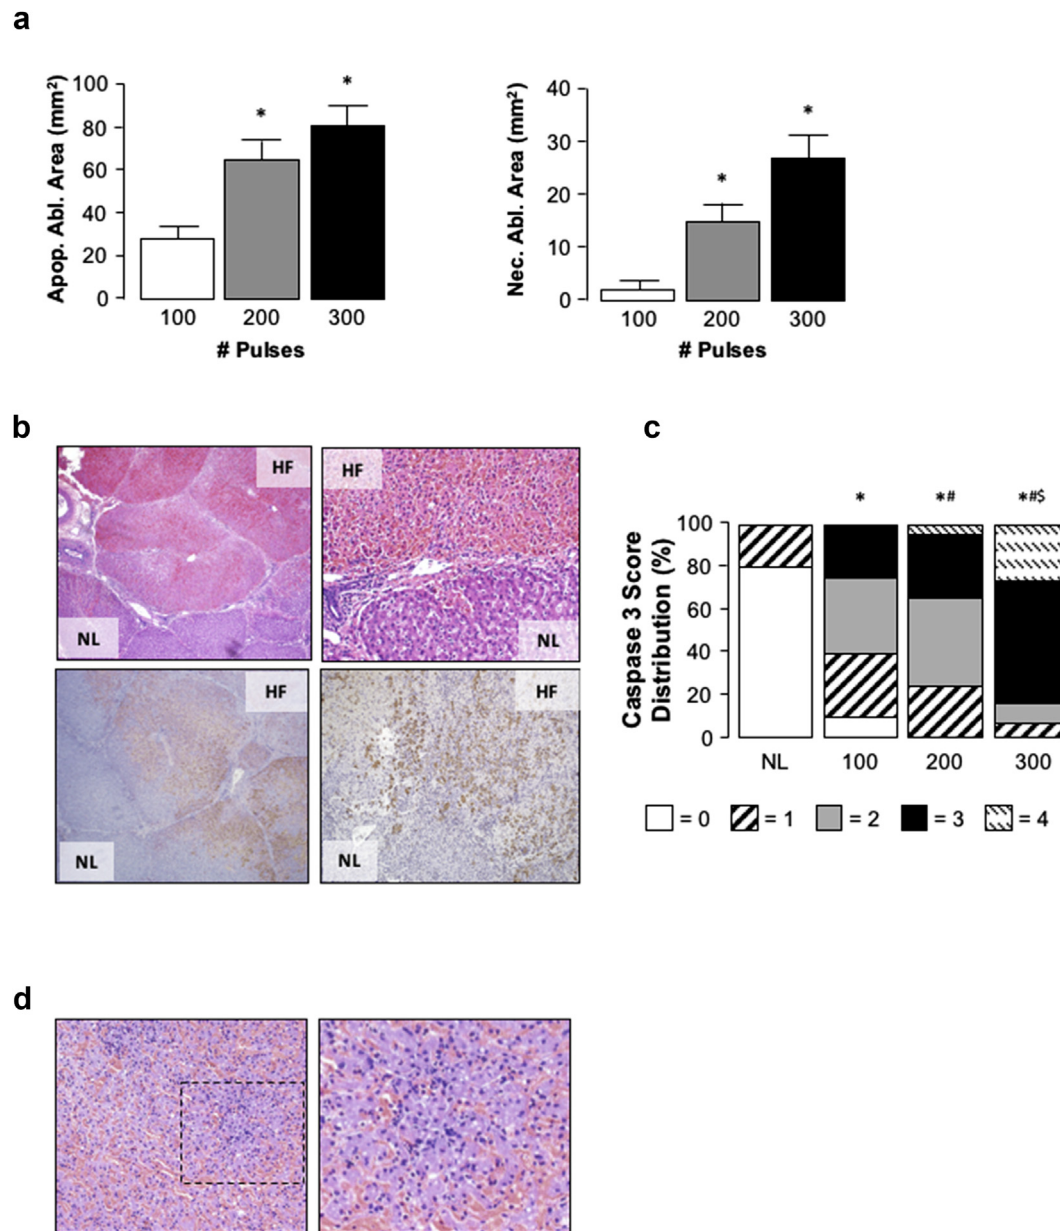 a
Apop. Abl. Area (mm²)
100
80
60
40
20
0
*
*
100 200 300
# Pulses
Nec. Abl. Area (mm²)
40
30
20
10
0
*
*
100 200 300
# Pulses
b
HF
NL
HF
NL
HF
NL
HF
NL
c
Caspase 3 Score
Distribution (%)
* *# *#$
100
80
60
40
20
0
NL 100 200 300
= 0 = 1 = 2 = 3 = 4
d